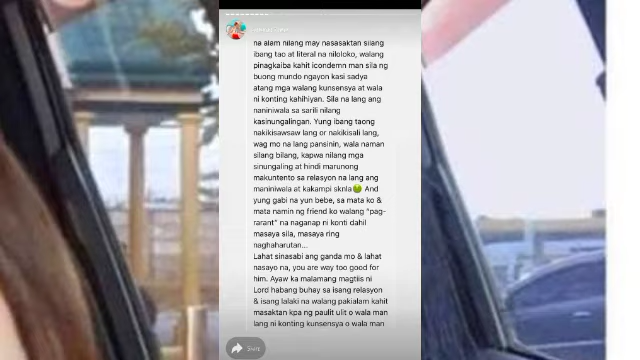 na alam nilang may nasasaktan silang
ibang tao at literal na niloloko, walang
pinagkaiba kahit icondemn man sila ng
buong mundo ngayon kasi sadya
atang mga walang kunsensya at wala
ni konting kahihiyan. Sila na lang ang
naniniwala sa sarili nilang
kasinungalingan. Yung ibang taong
nakikisawsaw lang or nakikisali lang,
wag mo na lang pansinin, wala naman
silang bilang, kapwa nilang mga
sinungaling at hindi marunong
makuntento sa relasyon na lang ang
maniniwala at kakampi sknla🤢 And
yung gabi na yun bebe, sa mata ko &
mata namin ng friend ko walang "pag-
rarant" na naganap ni konti dahil
masaya sila, masaya ring
naghaharutan...
Lahat sinasabi ang ganda mo & lahat
nasayo na, you are way too good for
him. Ayaw ka malamang magtiis ni
Lord habang buhay sa isang relasyon
& isang lalaki na walang pakialam kahit
masaktan kpa ng paulit ulit o wala man
lang ni konting kunsensya o wala man